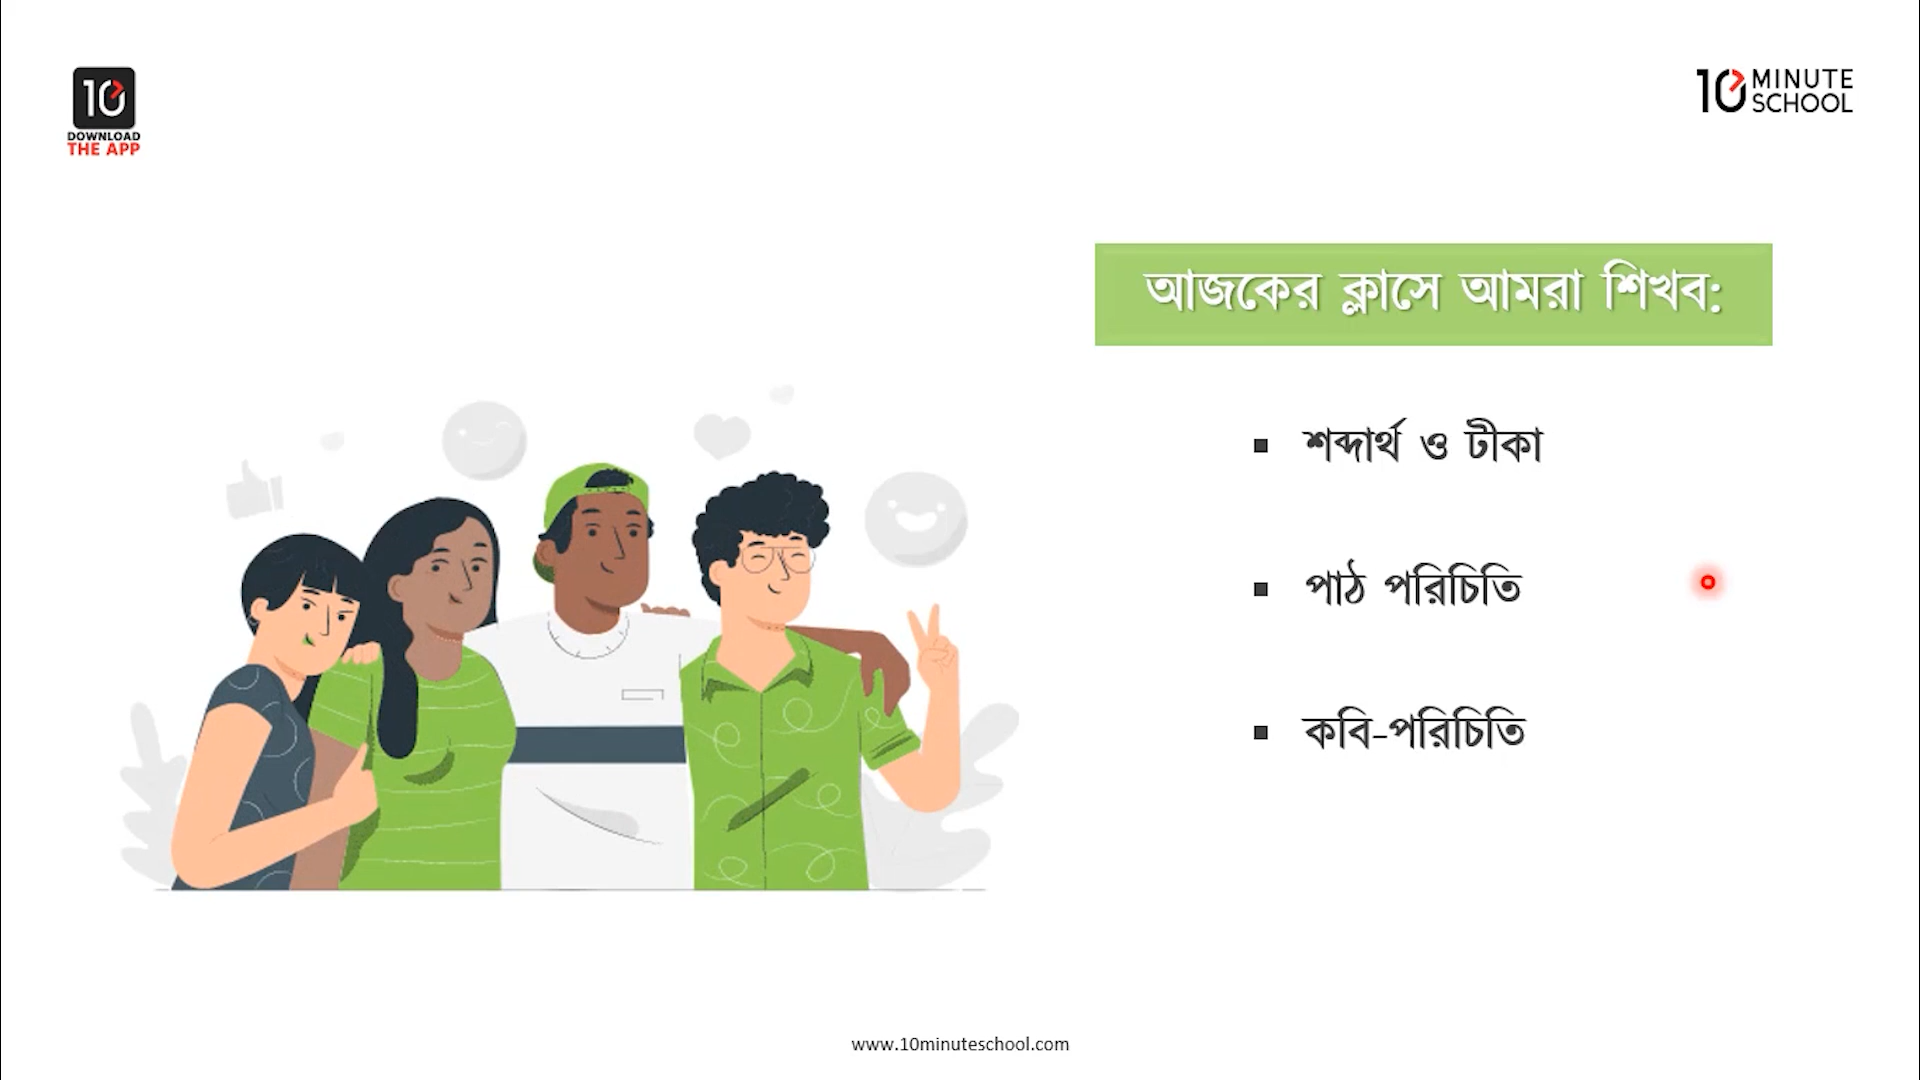 10
DOWNLOAD
THE APP
10 MINUTE
SCHOOL
আজকের ক্লাসে আমরা শিখব:
▪ শব্দার্থ ও টীকা
▪ পাঠ পরিচিতি
▪ কবি-পরিচিতি
www.10minuteschool.com